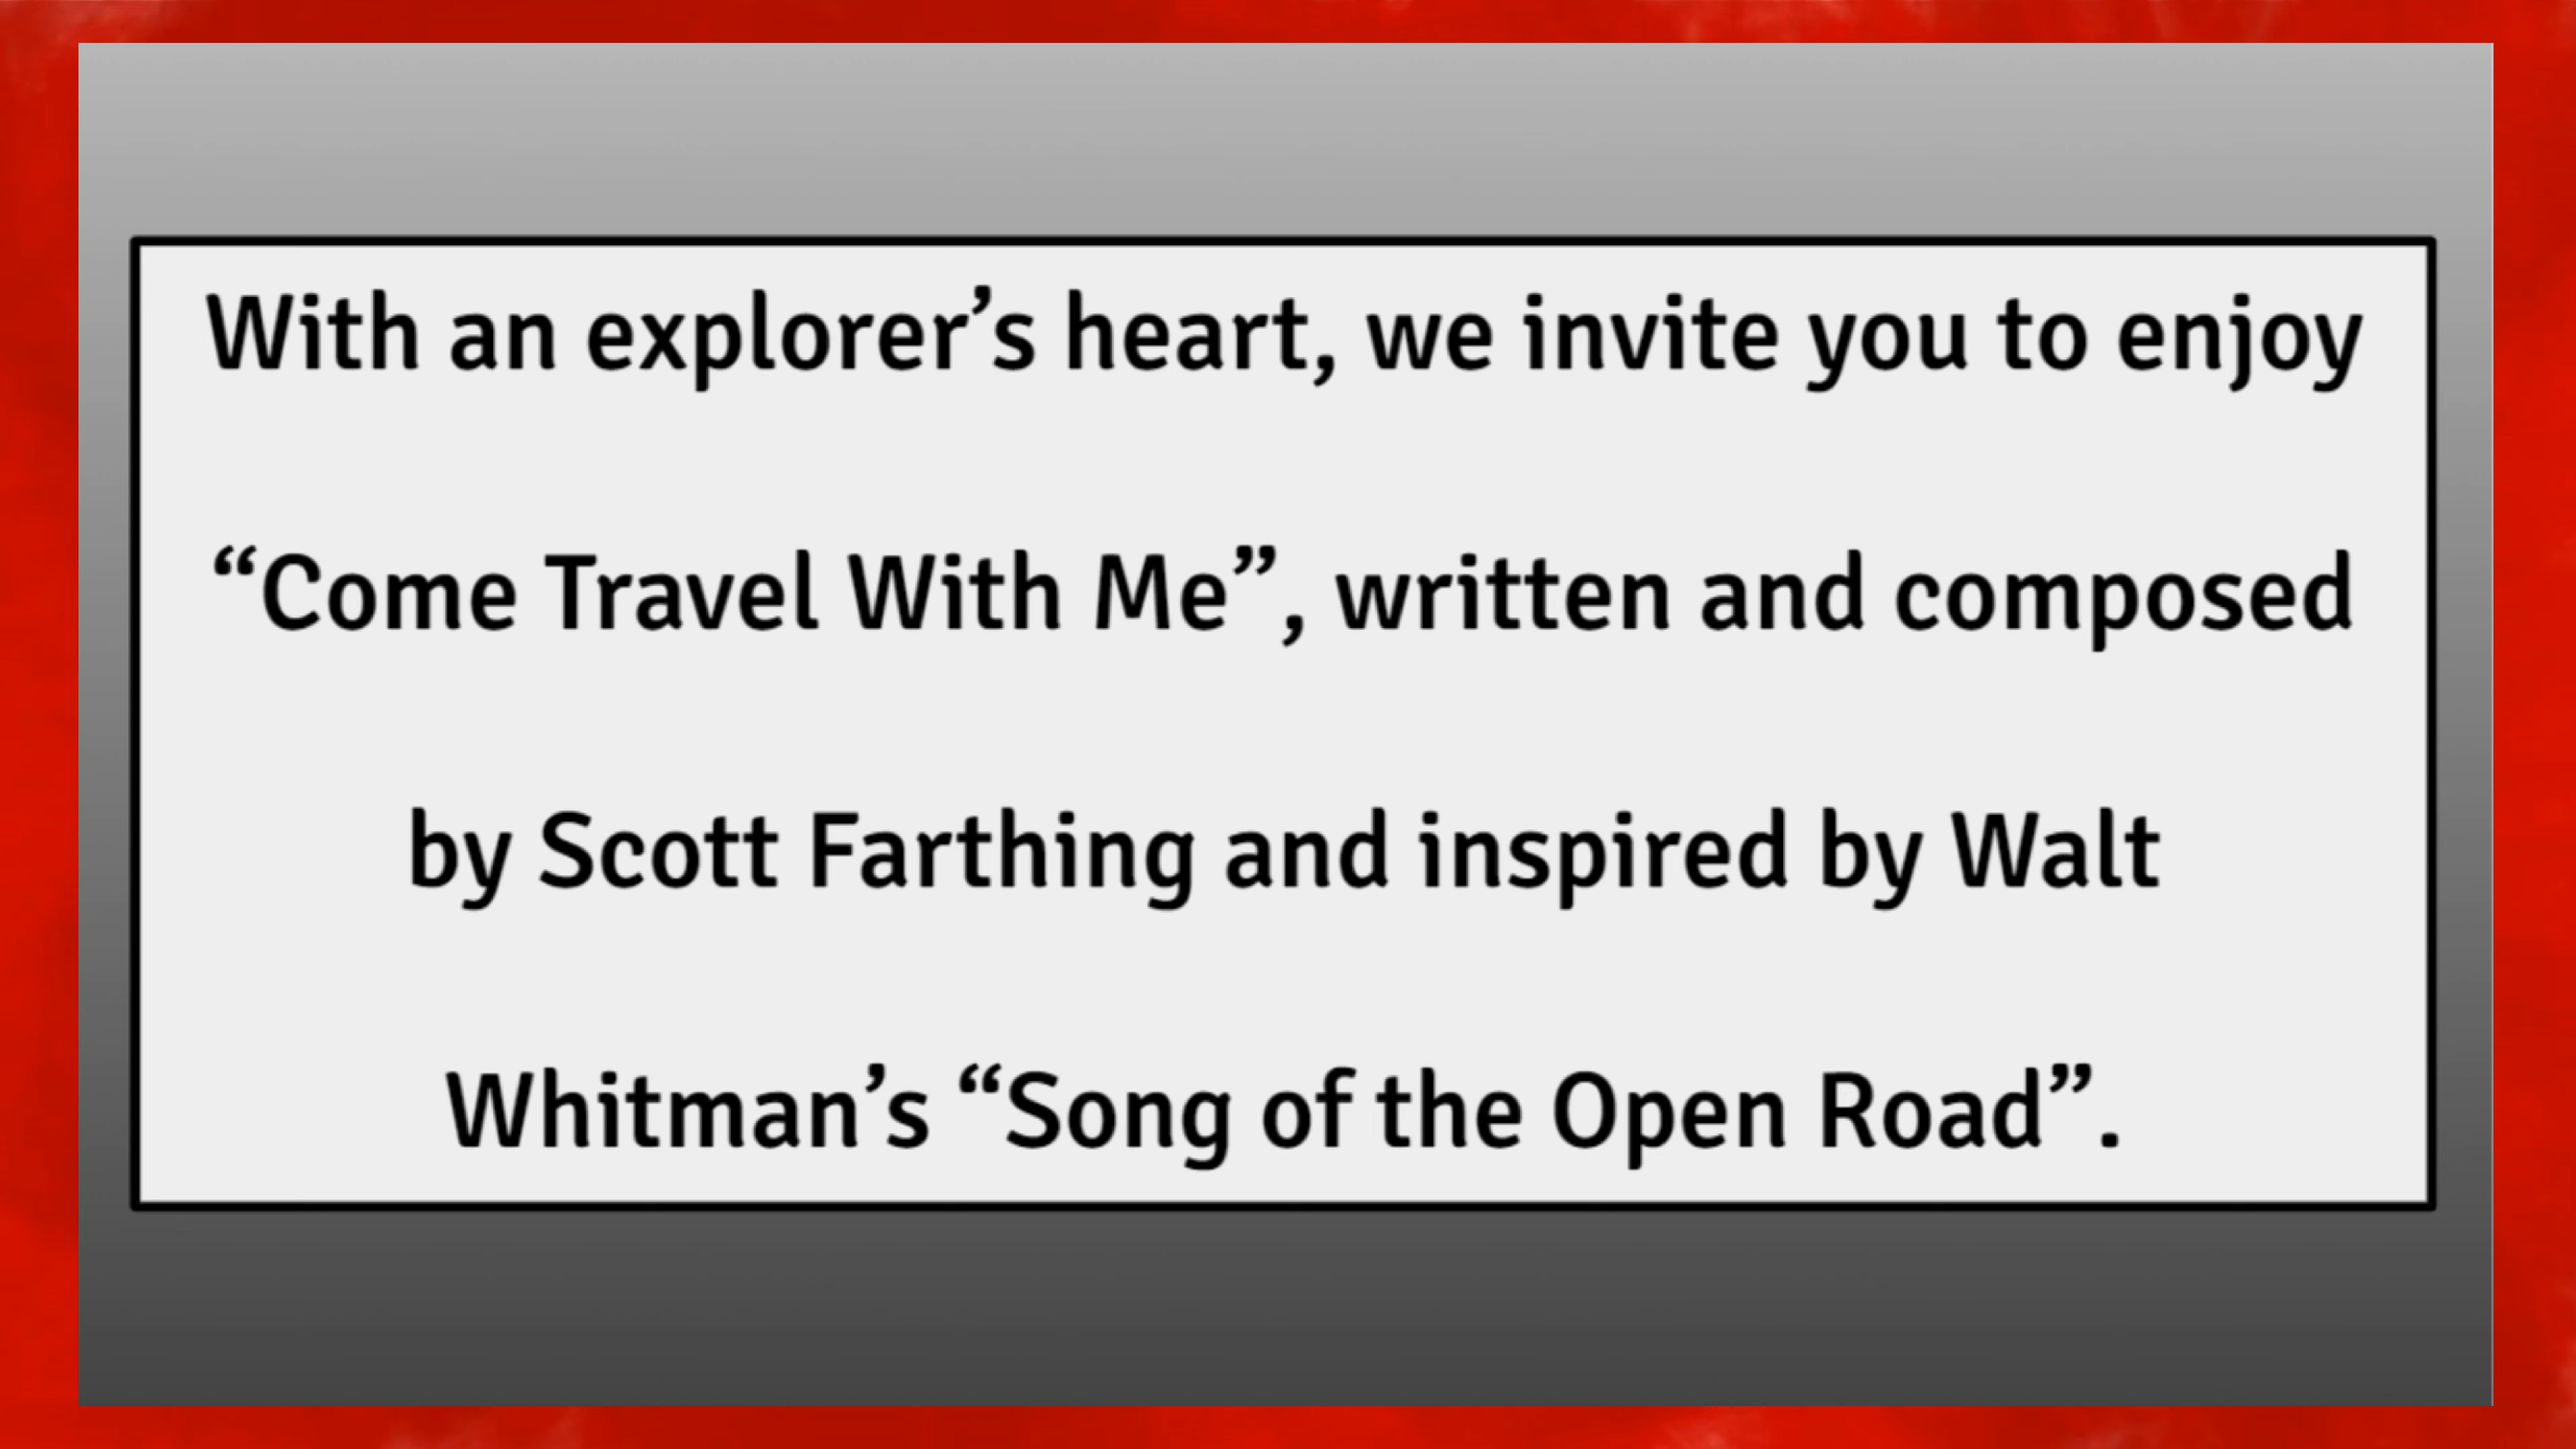 With an explorer’s heart, we invite you to enjoy
“Come Travel With Me”, written and composed
by Scott Farthing and inspired by Walt
Whitman’s “Song of the Open Road”.